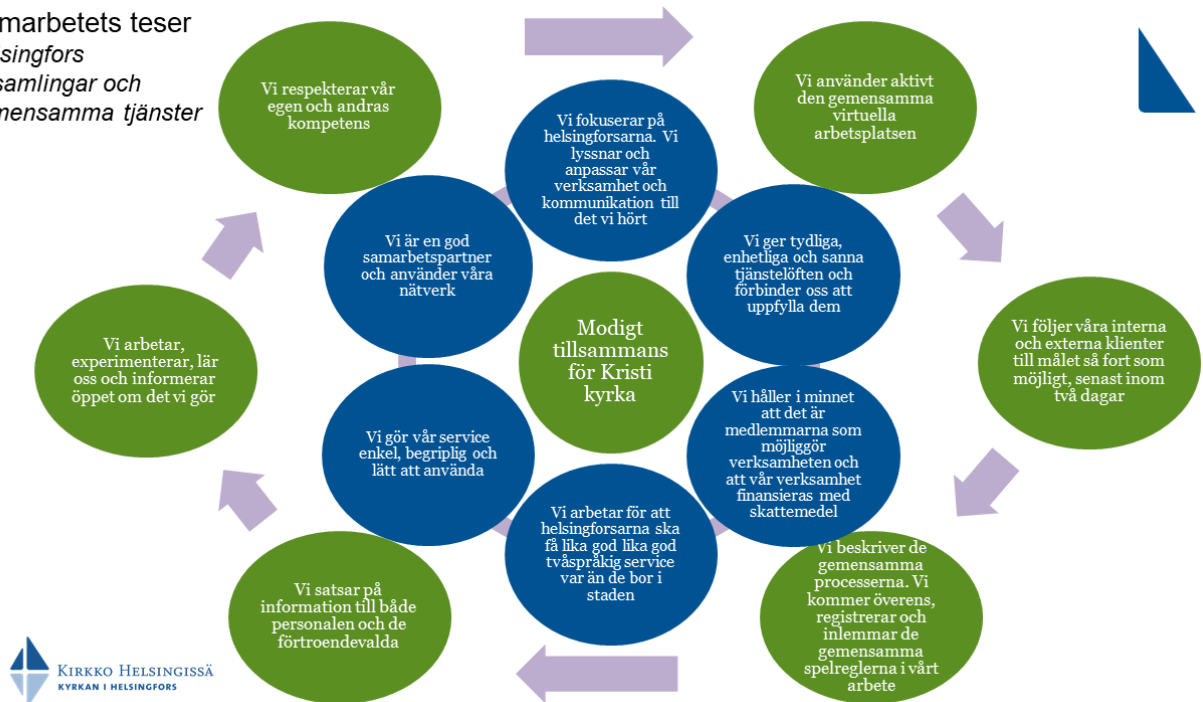 marbetets teser
singfors
samlingar och
mensamma tjänster
Vi respekterar vår
egen och andras
kompetens
Vi använder aktivt
den gemensamma
virtuella
arbetsplatsen
Vi följer våra interna
och externa klienter
till målet så fort som
möjligt, senast inom
två dagar
Vi beskriver de
gemensamma
processerna. Vi
kommer överens,
registrerar och
inlemmar de
gemensamma
spelreglerna i vårt
arbete
Vi satsar på
information till både
personalen och de
förtroendevalda
Vi arbetar,
experimenterar, lär
oss och informerar
öppet om det vi gör
Vi fokuserar på
helsingforsarna. Vi
lyssnar och
anpassar vår
verksamhet och
kommunikation till
det vi hört
Vi ger tydliga,
enhetliga och sanna
tjänstelöften och
förbinder oss att
uppfylla dem
Vi håller i minnet
att det är
medlemmarna som
möjliggör
verksamheten och
att vår verksamhet
finansieras med
skattemedel
Vi arbetar för att
helsingforsarna ska
få lika god lika god
tvåspråkig service
var än de bor i
staden
Vi gör vår service
enkel, begriplig och
lätt att använda
Vi är en god
samarbetspartner
och använder våra
nätverk
Modigt
tillsammans
för Kristi
kyrka
KIRKKO HELSINGISSÄ
KYRKAN I HELSINGFORS